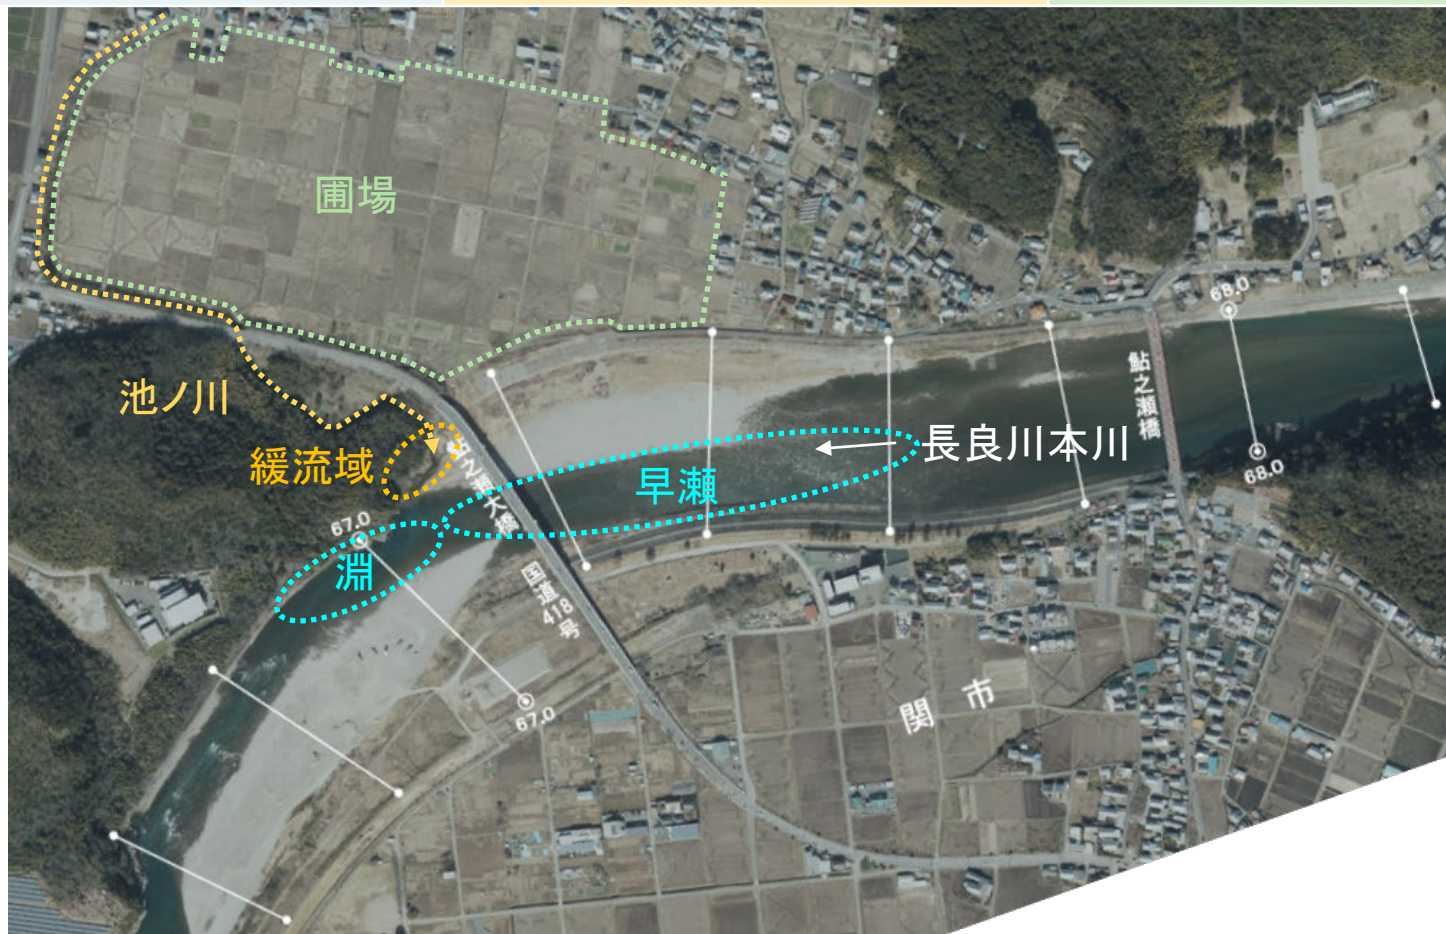 圃場
68.0
鮎之瀬橋
池ノ川
長良川本川
緩流域
鮎之瀬大橋
早瀬
68.0
67.0
淵
国道418号
関市
67.0